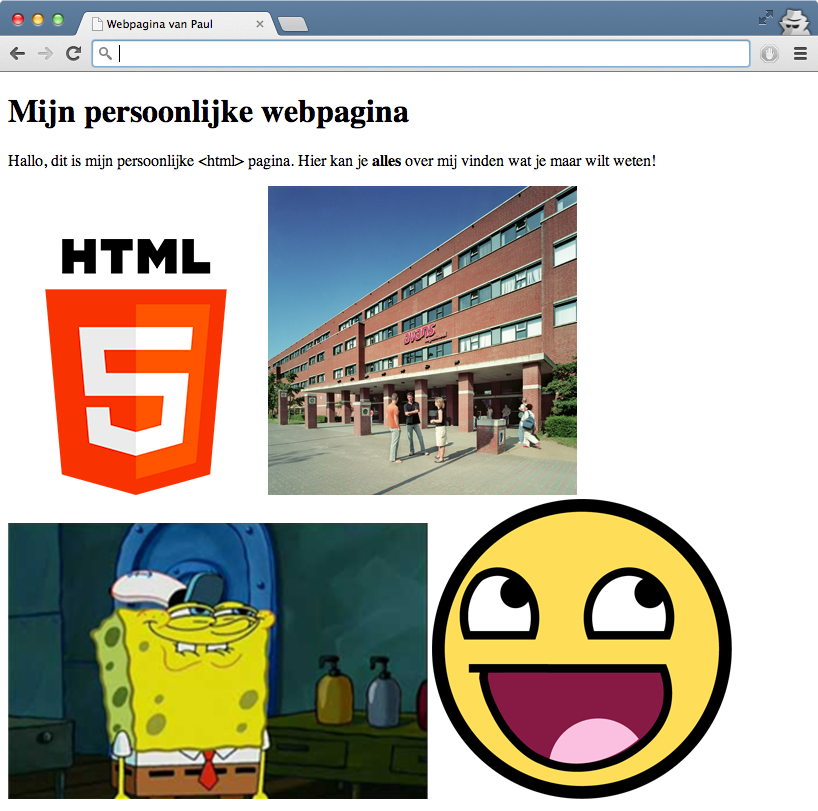 Webpagina van Paul
Mijn persoonlijke webpagina
Hallo, dit is mijn persoonlijke <html> pagina. Hier kan je alles over mij vinden wat je maar wilt weten!
HTML
5
avans